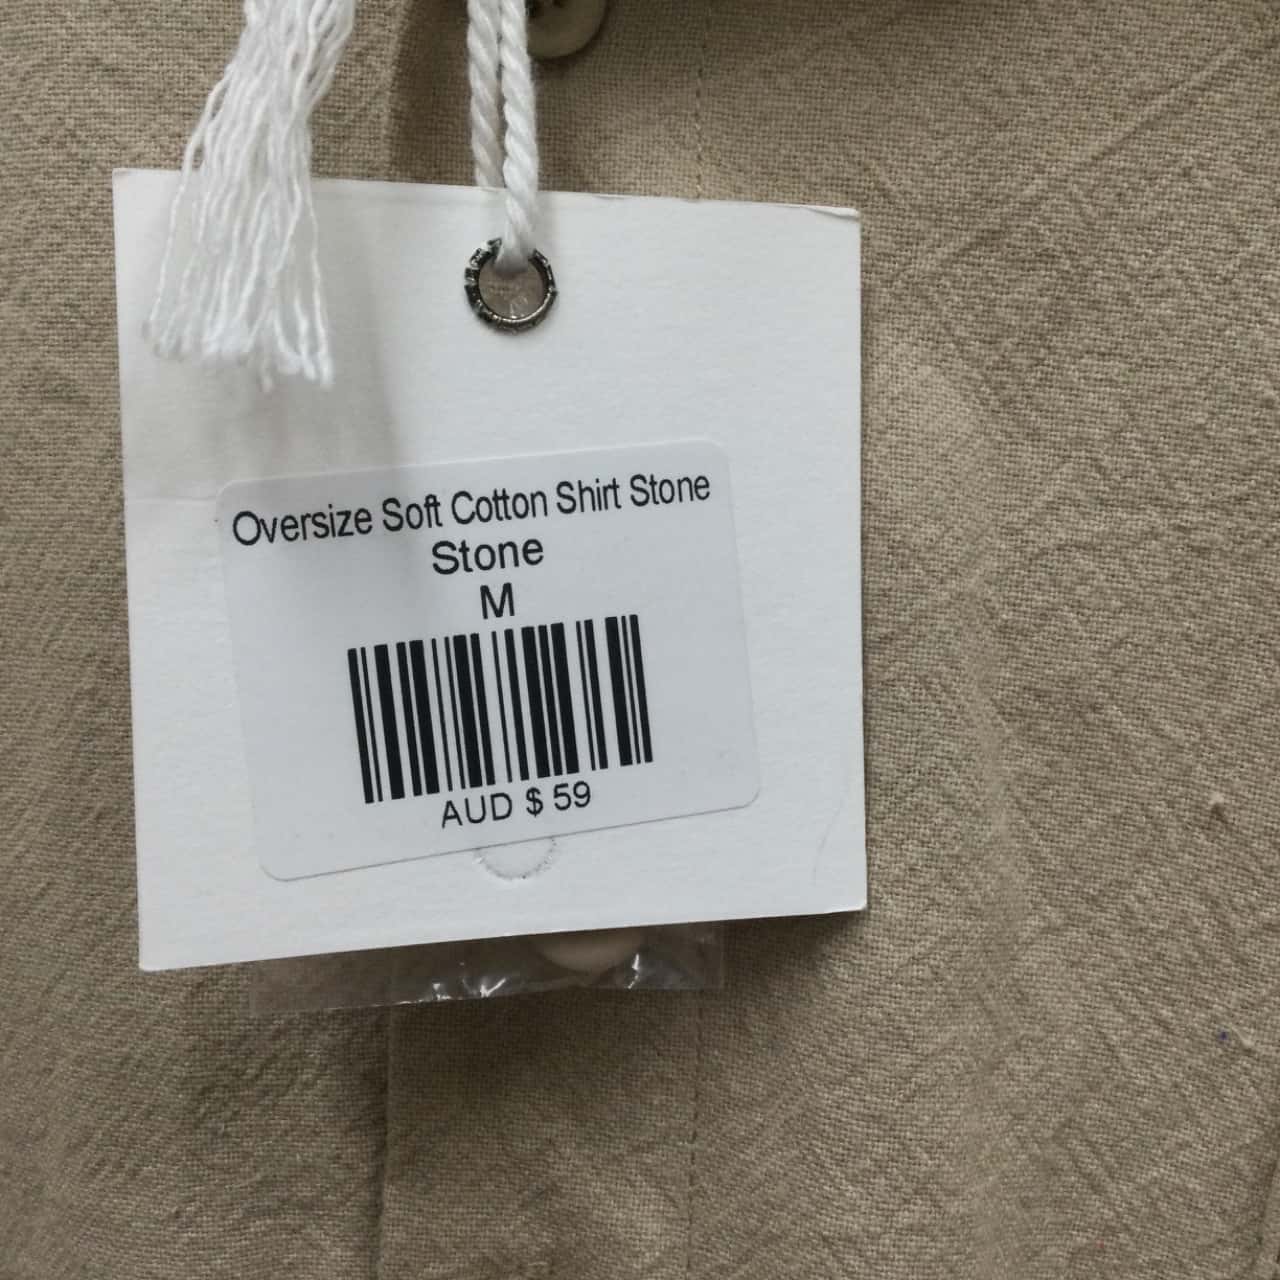 Oversize Soft Cotton Shirt Stone
Stone
M
AUD $ 59